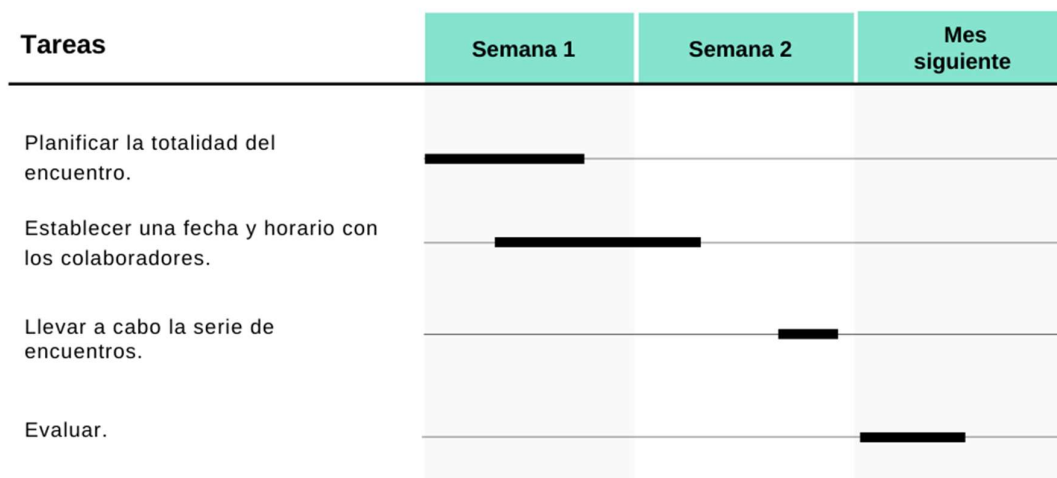 Tareas
Semana 1
Semana 2
Mes
siguiente
Planificar la totalidad del
encuentro.
Establecer una fecha y horario con
los colaboradores.
Llevar a cabo la serie de
encuentros.
Evaluar.